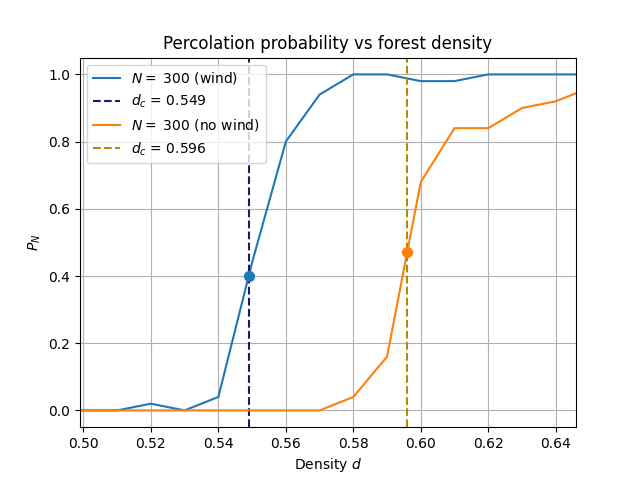 Percolation probability vs forest density
N = 300 (wind)
d_c = 0.549
N = 300 (no wind)
d_c = 0.596
P_N
1.0
0.8
0.6
0.4
0.2
0.0
0.50 0.52 0.54 0.56 0.58 0.60 0.62 0.64
Density d